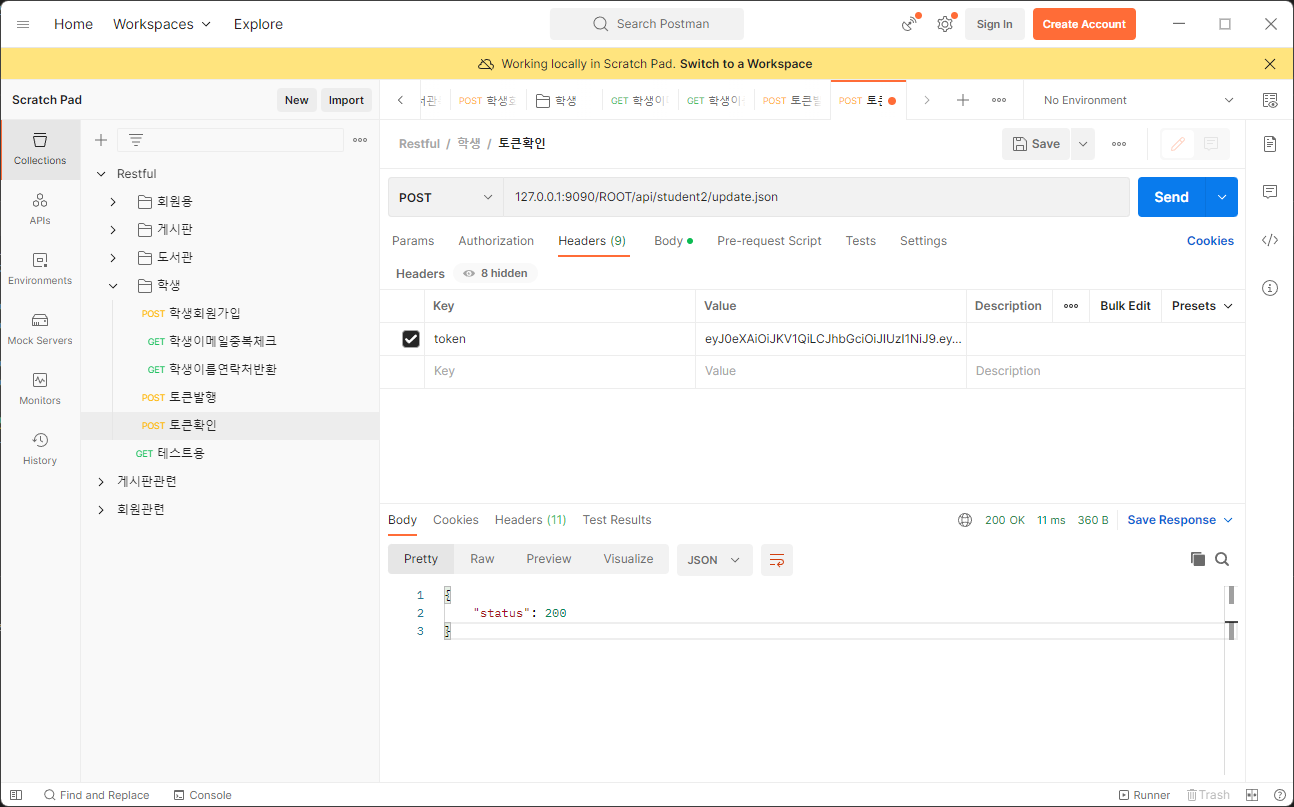 Home Workspaces Explore Search Postman Sign In Create Account
Working locally in Scratch Pad. Switch to a Workspace
Scratch Pad New Import
POST 학생 학생 GET 학생이 GET 학생이 POST 토큰 POST 토큰 No Environment
Collections
APIs
Environments
Mock Servers
Monitors
History
Restful
회원용
게시판
도서관
학생
POST 학생회원가입
GET 학생이메일중복체크
GET 학생이름연락처반환
POST 토큰발행
POST 토큰확인
GET 테스트용
게시판관련
회원관련
Restful / 학생 / 토큰확인 Save
POST 127.0.0.1:9090/ROOT/api/student2/update.json Send
Params Authorization Headers (9) Body Pre-request Script Tests Settings Cookies
Headers 8 hidden
Key Value Description Bulk Edit Presets
token eyJ0eXAiOiJKV1QiLCJhbGciOiJIUzI1NiJ9.ey...
Key Value Description
Body Cookies Headers (11) Test Results 200 OK 11 ms 360 B Save Response
Pretty Raw Preview Visualize JSON
1 {
2 "status": 200
3 }
Find and Replace Console Runner Trash